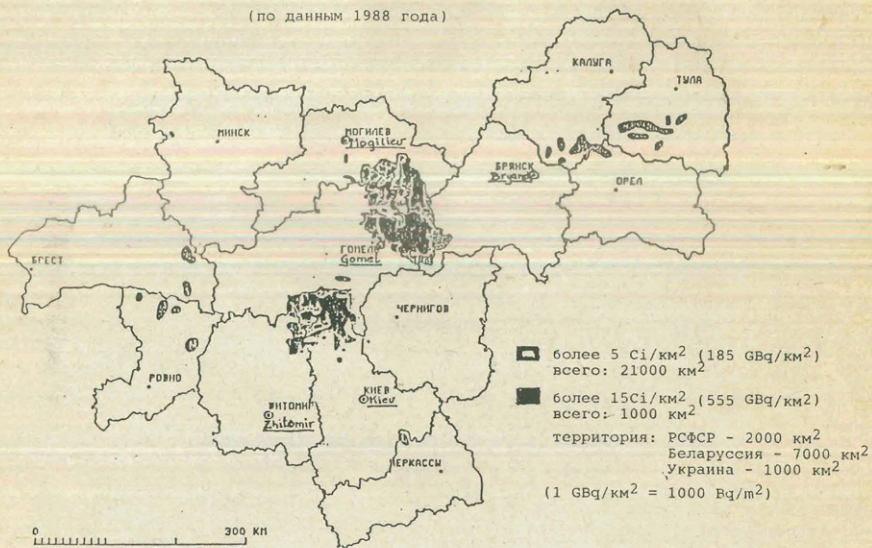 (по данным 1988 года)
КАЛУГА
ТУЛА
МИНСК
МОГИЛЕВ
Mogiliev
БРЯНСК
Bryansk
ОРЕЛ
ГОМЕЛЬ
Gomel
БРЕСТ
ЧЕРНИГОВ
РОВНО
ЖИТОМИР
Zhitomir
КИЕВ
Kiev
ЧЕРКАССЫ
более 5 Ci/км² (185 GBq/км²)
всего: 21000 км²
более 15Ci/км² (555 GBq/км²)
всего: 1000 км²
территория: РСФСР - 2000 км²
Беларуссия - 7000 км²
Украина - 1000 км²
(1 GBq/км² = 1000 Bq/m²)
0 300 КМ